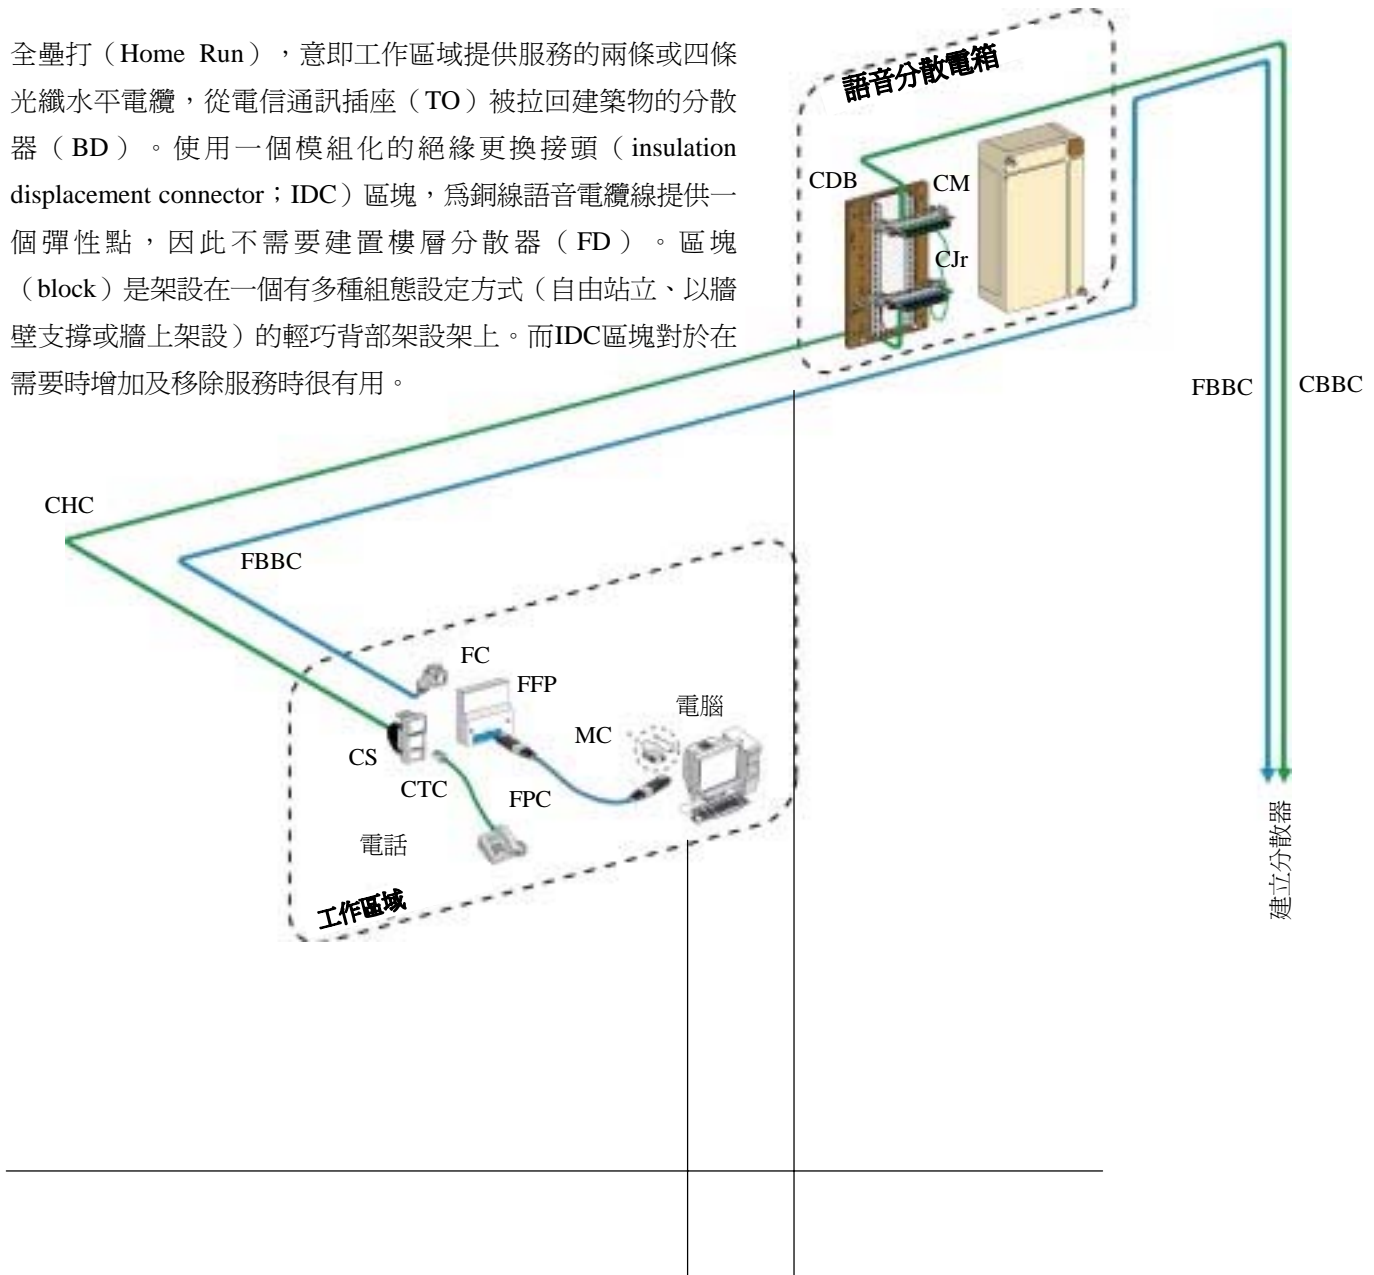 全壘打（Home Run），意即工作區域提供服務的兩條或四條
光纖水平電纜，從電信通訊插座（TO）被拉回建築物的分散
器（BD）。使用一個模組化的絕緣更換接頭（insulation
displacement connector；IDC）區塊，爲銅線語音電纜線提供一
個彈性點，因此不需要建置樓層分散器（FD）。區塊
（block）是架設在一個有多種組態設定方式（自由站立、以牆
壁支撐或牆上架設）的輕巧背部架設架上。而IDC區塊對於在
需要時增加及移除服務時很有用。
語音分散電箱
CDB
CM
CJr
FBBC
CBBC
CHC
FBBC
FC
FFP
電腦
MC
CS
CTC
FPC
電話
工作區域
建立分散器